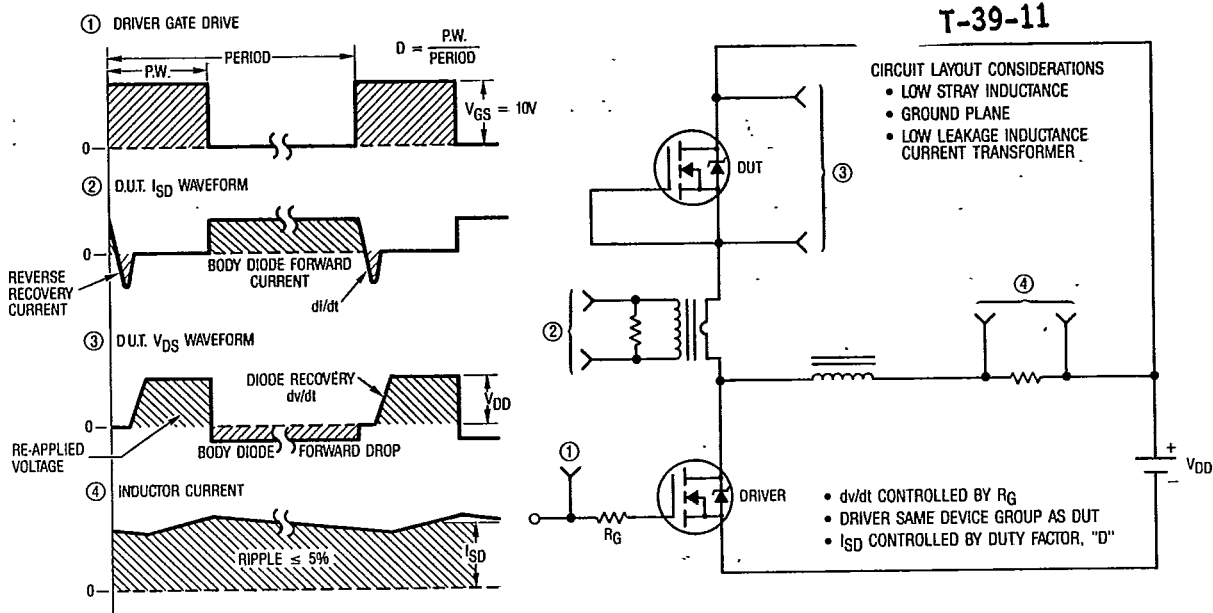 T-39-11
① DRIVER GATE DRIVE
D = P.W. / PERIOD
PERIOD
P.W.
V_GS = 10V
0
② D.U.T. I_SD WAVEFORM
0
BODY DIODE FORWARD
CURRENT
REVERSE
RECOVERY
CURRENT
di/dt
③ D.U.T. V_DS WAVEFORM
DIODE RECOVERY
dv/dt
V_DD
0
RE-APPLIED
VOLTAGE
BODY DIODE FORWARD DROP
④ INDUCTOR CURRENT
RIPPLE ≤ 5%
I_SD
0
CIRCUIT LAYOUT CONSIDERATIONS
• LOW STRAY INDUCTANCE
• GROUND PLANE
• LOW LEAKAGE INDUCTANCE
CURRENT TRANSFORMER
DUT
③
②
④
①
R_G
DRIVER
+
V_DD
−
• dv/dt CONTROLLED BY R_G
• DRIVER SAME DEVICE GROUP AS DUT
• I_SD CONTROLLED BY DUTY FACTOR, "D"